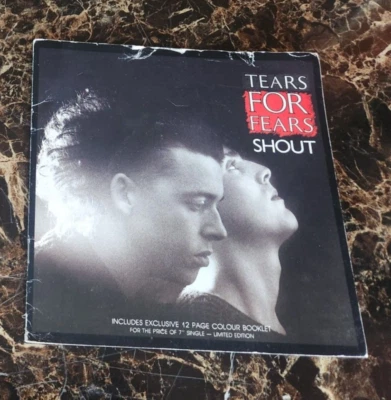 TEARS
FOR
FEARS
SHOUT
INCLUDES EXCLUSIVE 12 PAGE COLOUR BOOKLET
FOR THE PRICE OF 7" SINGLE – LIMITED EDITION